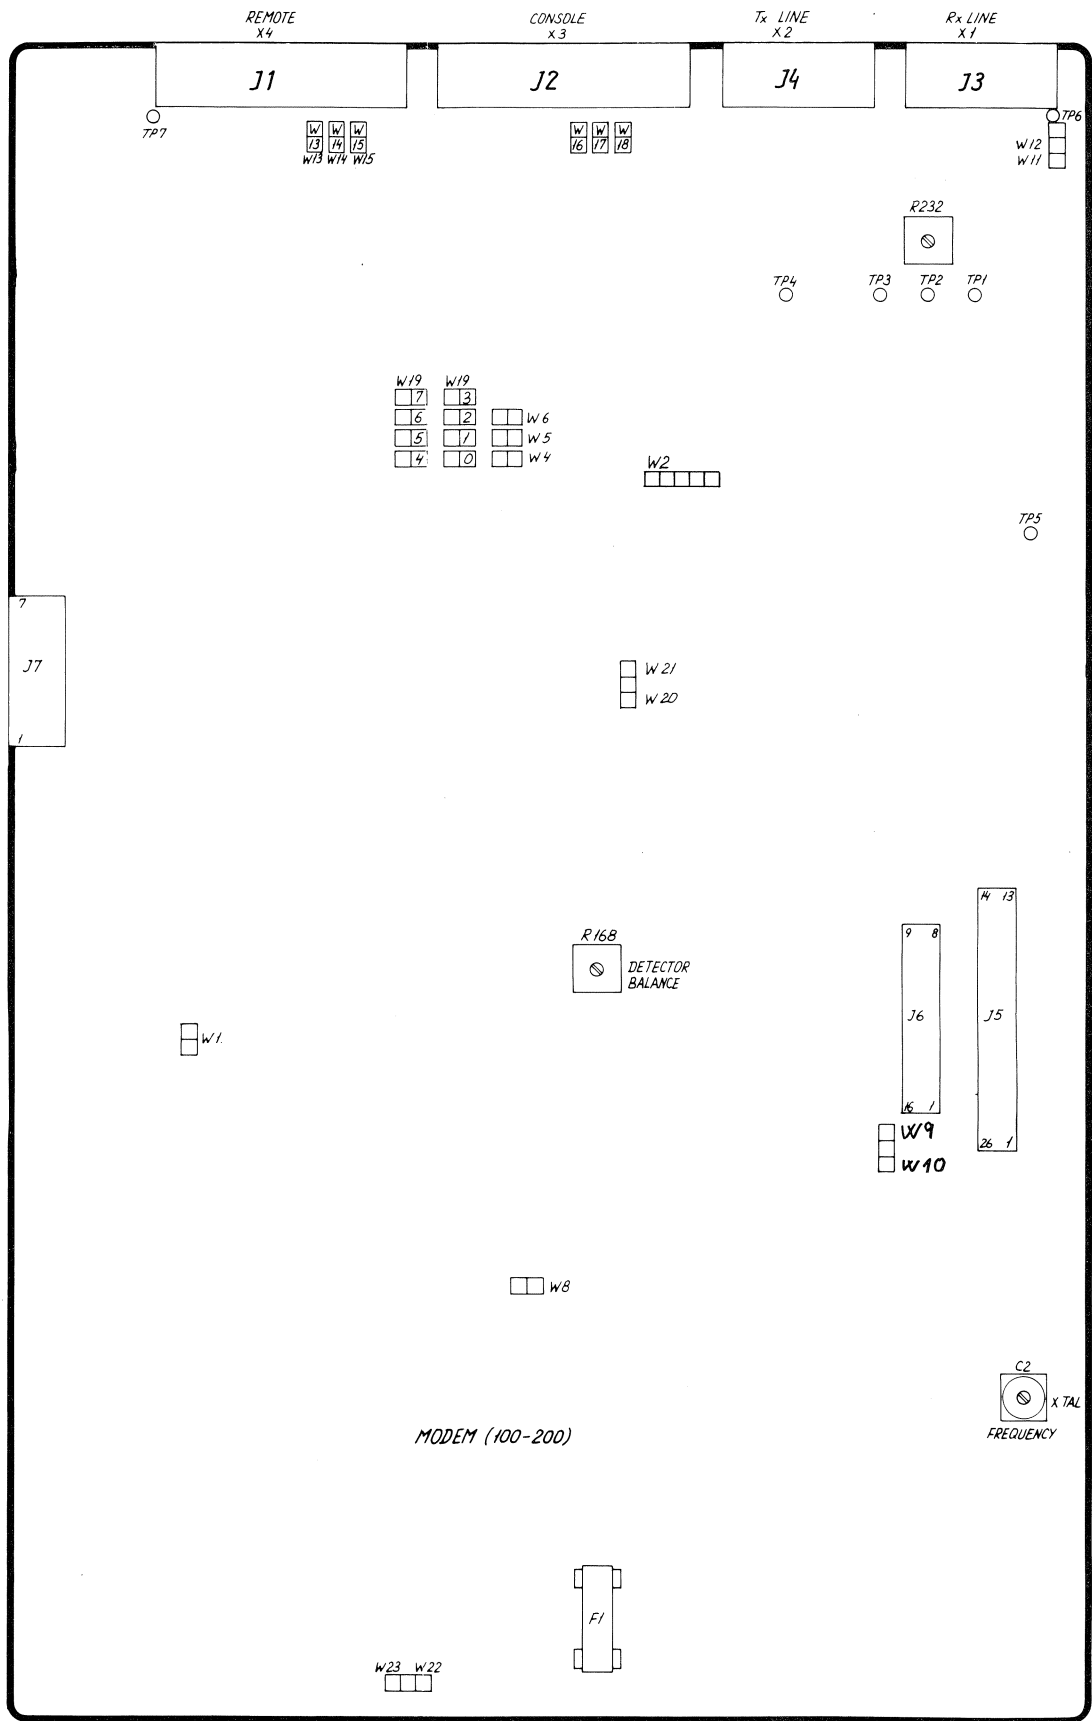 REMOTE
X4
CONSOLE
X3
Tx LINE
X2
Rx LINE
X1
J1
J2
J4
J3
TP7
TP6
W W W
13 14 15
W13 W14 W15
W W W
16 17 18
W12
W11
R232
TP4
TP3
TP2
TP1
W19 W19
7 3
6 2 W6
5 1 W5
4 0 W4
W2
TP5
7
J7
1
W21
W20
14 13
R168
9 8
DETECTOR
BALANCE
J6
J5
W1.
16 1
W9
26 1
W10
W8
C2
X TAL
FREQUENCY
MODEM (100-200)
F1
W23 W22